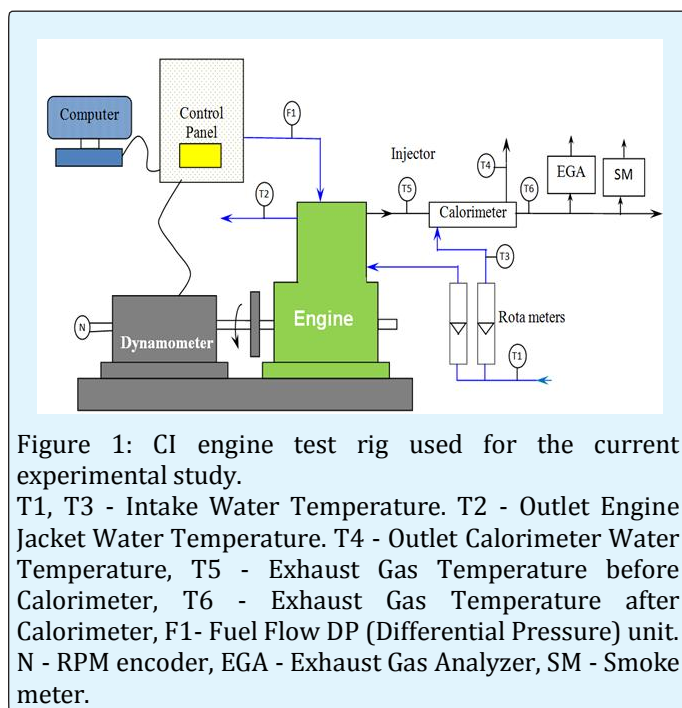 Computer
Control
Panel
F1
Injector
T4
EGA
SM
T2
T5
T6
Calorimeter
T3
Engine
Rota meters
N
Dynamometer
T1
Figure 1: CI engine test rig used for the current
experimental study.
T1, T3 - Intake Water Temperature. T2 - Outlet Engine
Jacket Water Temperature. T4 - Outlet Calorimeter Water
Temperature, T5 - Exhaust Gas Temperature before
Calorimeter, T6 - Exhaust Gas Temperature after
Calorimeter, F1- Fuel Flow DP (Differential Pressure) unit.
N - RPM encoder, EGA - Exhaust Gas Analyzer, SM - Smoke
meter.